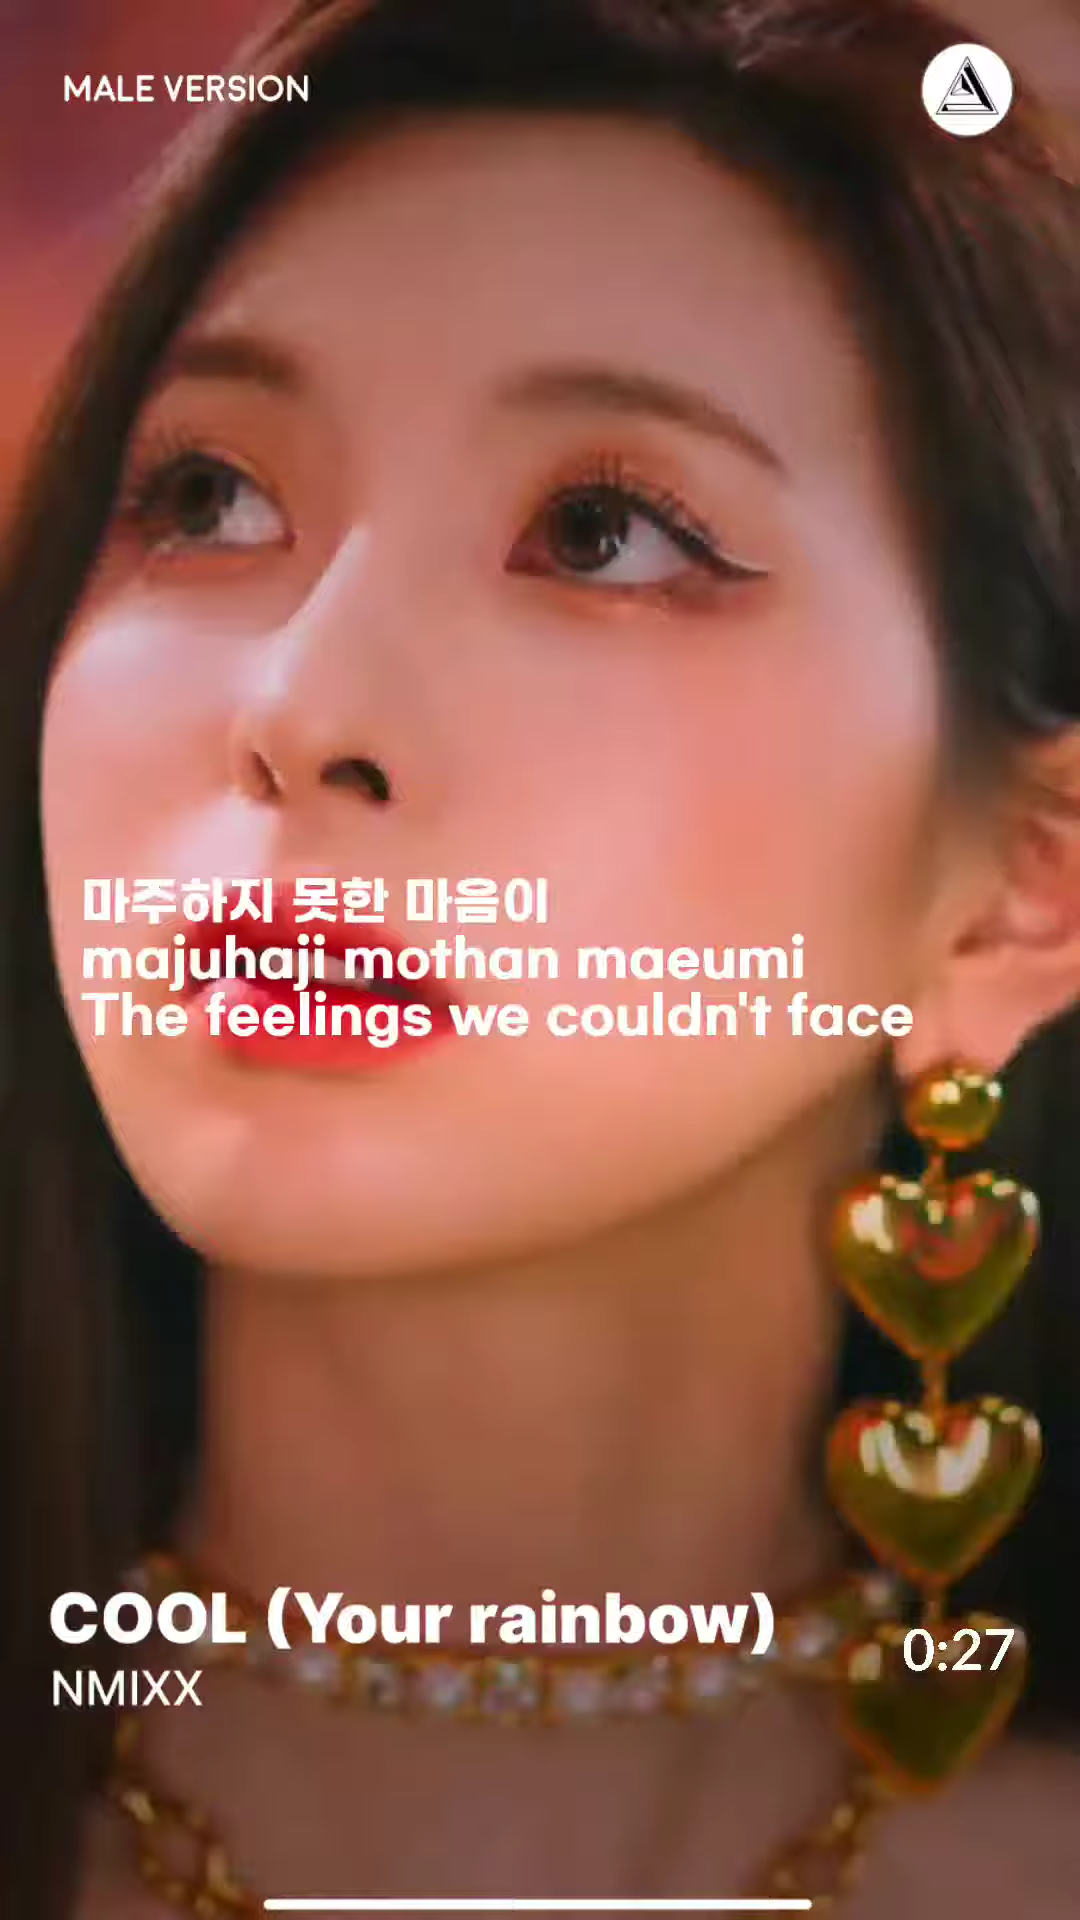 MALE VERSION
마주하지 못한 마음이
majuhaji mothan maeumi
The feelings we couldn't face
COOL (Your rainbow)
0:27
NMIXX